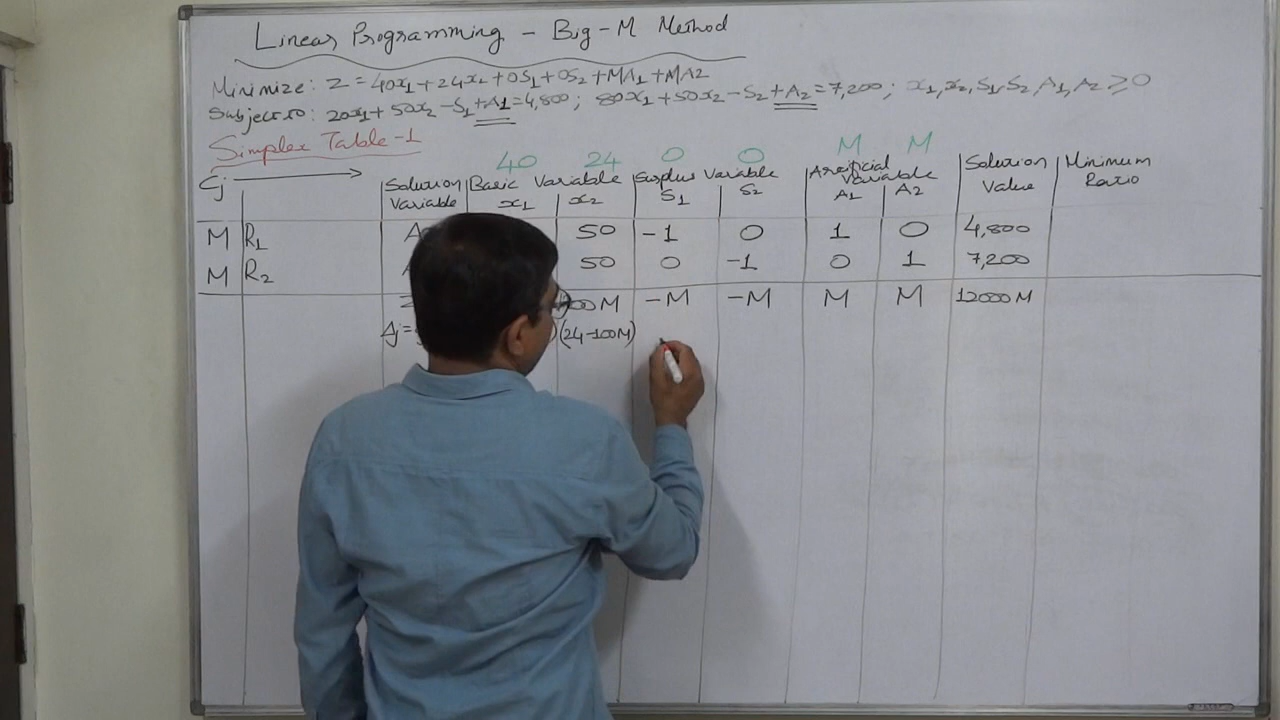 Linear Programming - Big-M Method
Minimize: Z = 40x1 + 24x2 + 0S1 + 0S2 + MA1 + MA2
Subject to: 20x1 + 50x2 - S1 + A1 = 4,800; 80x1 + 50x2 - S2 + A2 = 7,200; x1, x2, S1, S2, A1, A2 ≥ 0
Simplex Table-1
40 24 0 0 M M
Cj Solution Variable Basic Variable Surplus Variable Artificial Variable Solution Value Minimum Ratio
x1 x2 S1 S2 A1 A2
M R1 50 -1 0 1 0 4,800
M R2 50 0 -1 0 1 7,200
-M -M M M 12000M
Δj = (24-100M)